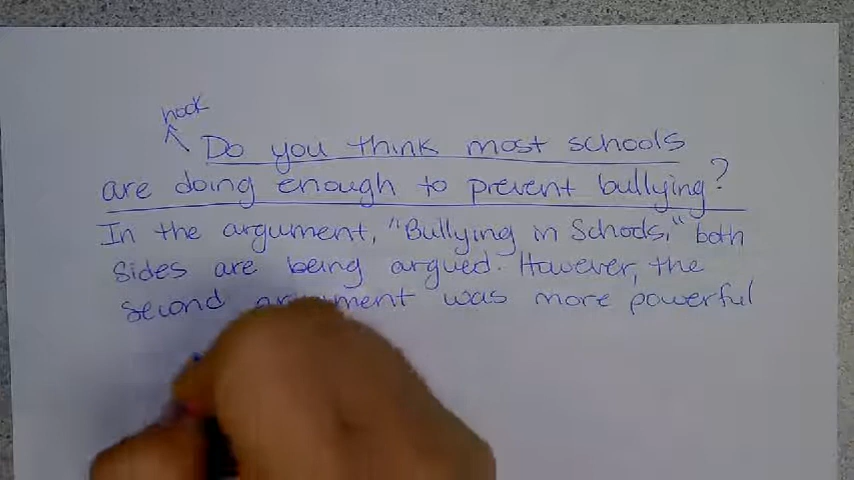 hook
Do you think most schools
are doing enough to prevent bullying?
In the argument, "Bullying in Schools," both
sides are being argued. However, the
second argument was more powerful